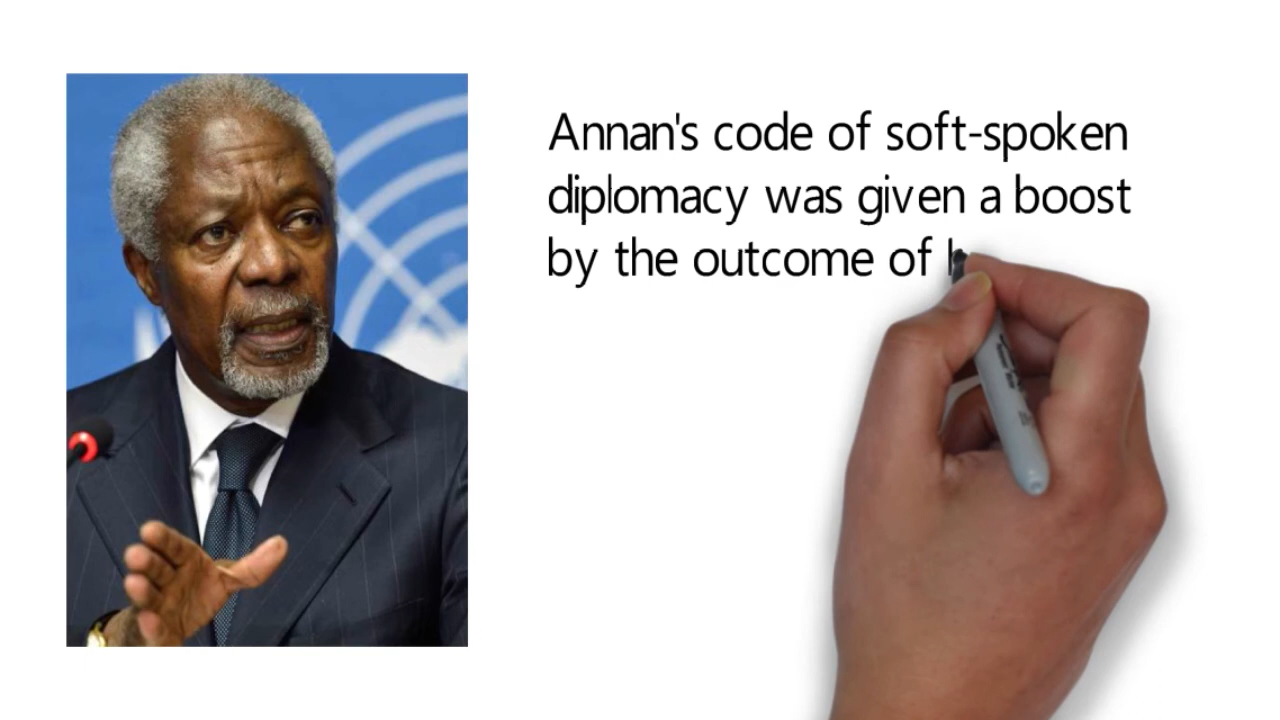 Annan's code of soft-spoken
diplomacy was given a boost
by the outcome of